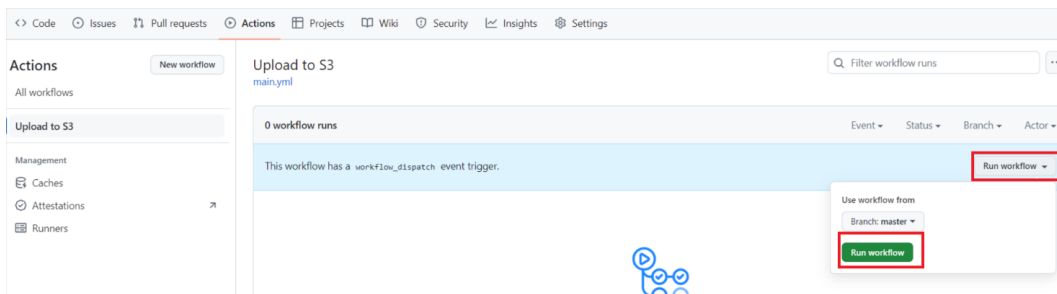 Code Issues Pull requests Actions Projects Wiki Security Insights Settings
Actions New workflow
All workflows
Upload to S3
Management
Caches
Attestations
Runners
Upload to S3
main.yml
Filter workflow runs
0 workflow runs
Event Status Branch Actor
This workflow has a workflow_dispatch event trigger.
Run workflow
Use workflow from
Branch: master
Run workflow